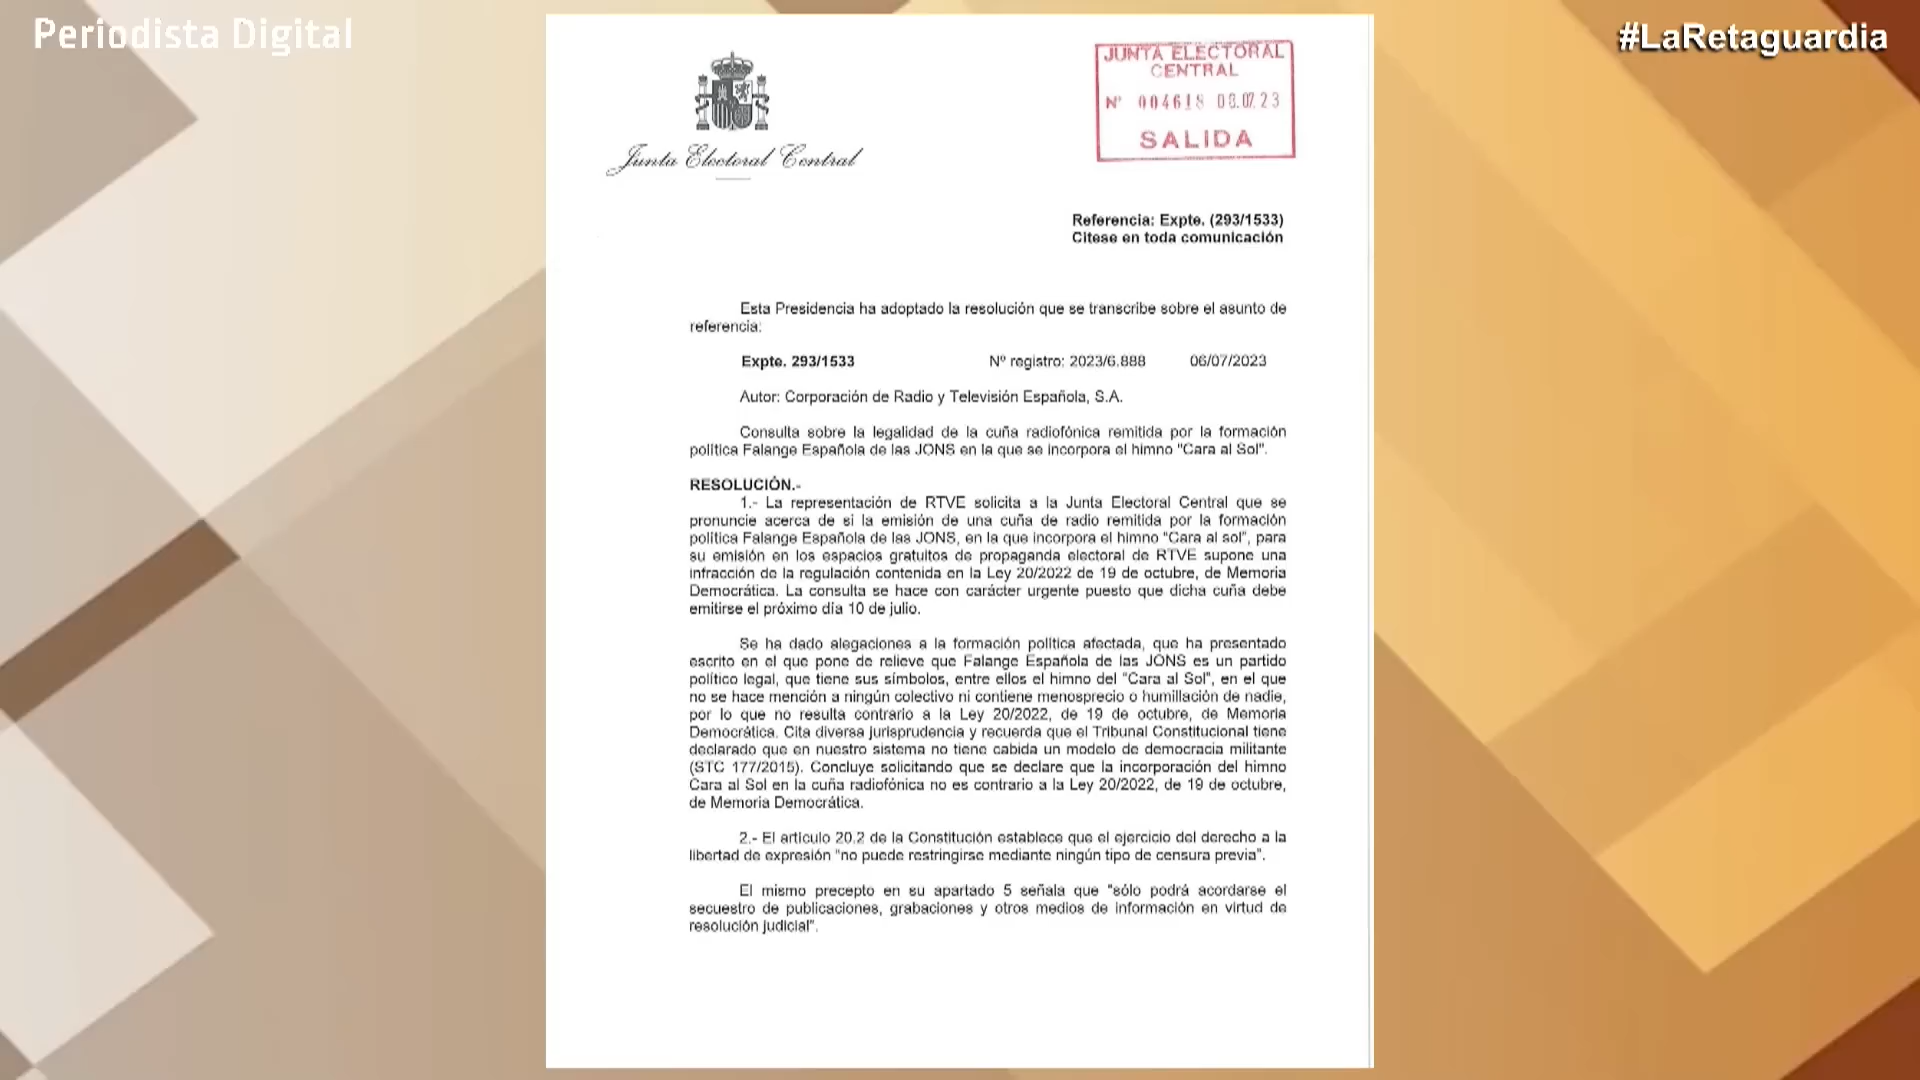 Periodista Digital
#LaRetaguardia
Junta Electoral Central
JUNTA ELECTORAL
CENTRAL
Nº 004618 08.07.23
SALIDA
Referencia: Expte. (293/1533)
Cítese en toda comunicación
Esta Presidencia ha adoptado la resolución que se transcribe sobre el asunto de
referencia:
Expte. 293/1533 Nº registro: 2023/6.888 06/07/2023
Autor: Corporación de Radio y Televisión Española, S.A.
Consulta sobre la legalidad de la cuña radiofónica remitida por la formación
política Falange Española de las JONS en la que se incorpora el himno "Cara al Sol".
RESOLUCIÓN.-
1.- La representación de RTVE solicita a la Junta Electoral Central que se
pronuncie acerca de si la emisión de una cuña de radio remitida por la formación
política Falange Española de las JONS, en la que incorpora el himno "Cara al sol", para
su emisión en los espacios gratuitos de propaganda electoral de RTVE supone una
infracción de la regulación contenida en la Ley 20/2022 de 19 de octubre, de Memoria
Democrática. La consulta se hace con carácter urgente puesto que dicha cuña debe
emitirse el próximo día 10 de julio.
Se ha dado alegaciones a la formación política afectada, que ha presentado
escrito en el que pone de relieve que Falange Española de las JONS es un partido
político legal, que tiene sus símbolos, entre ellos el himno del "Cara al Sol", en el que
no se hace mención a ningún colectivo ni contiene menosprecio o humillación de nadie,
por lo que no resulta contrario a la Ley 20/2022, de 19 de octubre, de Memoria
Democrática. Cita diversa jurisprudencia y recuerda que el Tribunal Constitucional tiene
declarado que en nuestro sistema no tiene cabida un modelo de democracia militante
(STC 177/2015). Concluye solicitando que se declare que la incorporación del himno
Cara al Sol en la cuña radiofónica no es contrario a la Ley 20/2022, de 19 de octubre,
de Memoria Democrática.
2.- El artículo 20.2 de la Constitución establece que el ejercicio del derecho a la
libertad de expresión "no puede restringirse mediante ningún tipo de censura previa".
El mismo precepto en su apartado 5 señala que "sólo podrá acordarse el
secuestro de publicaciones, grabaciones y otros medios de información en virtud de
resolución judicial".